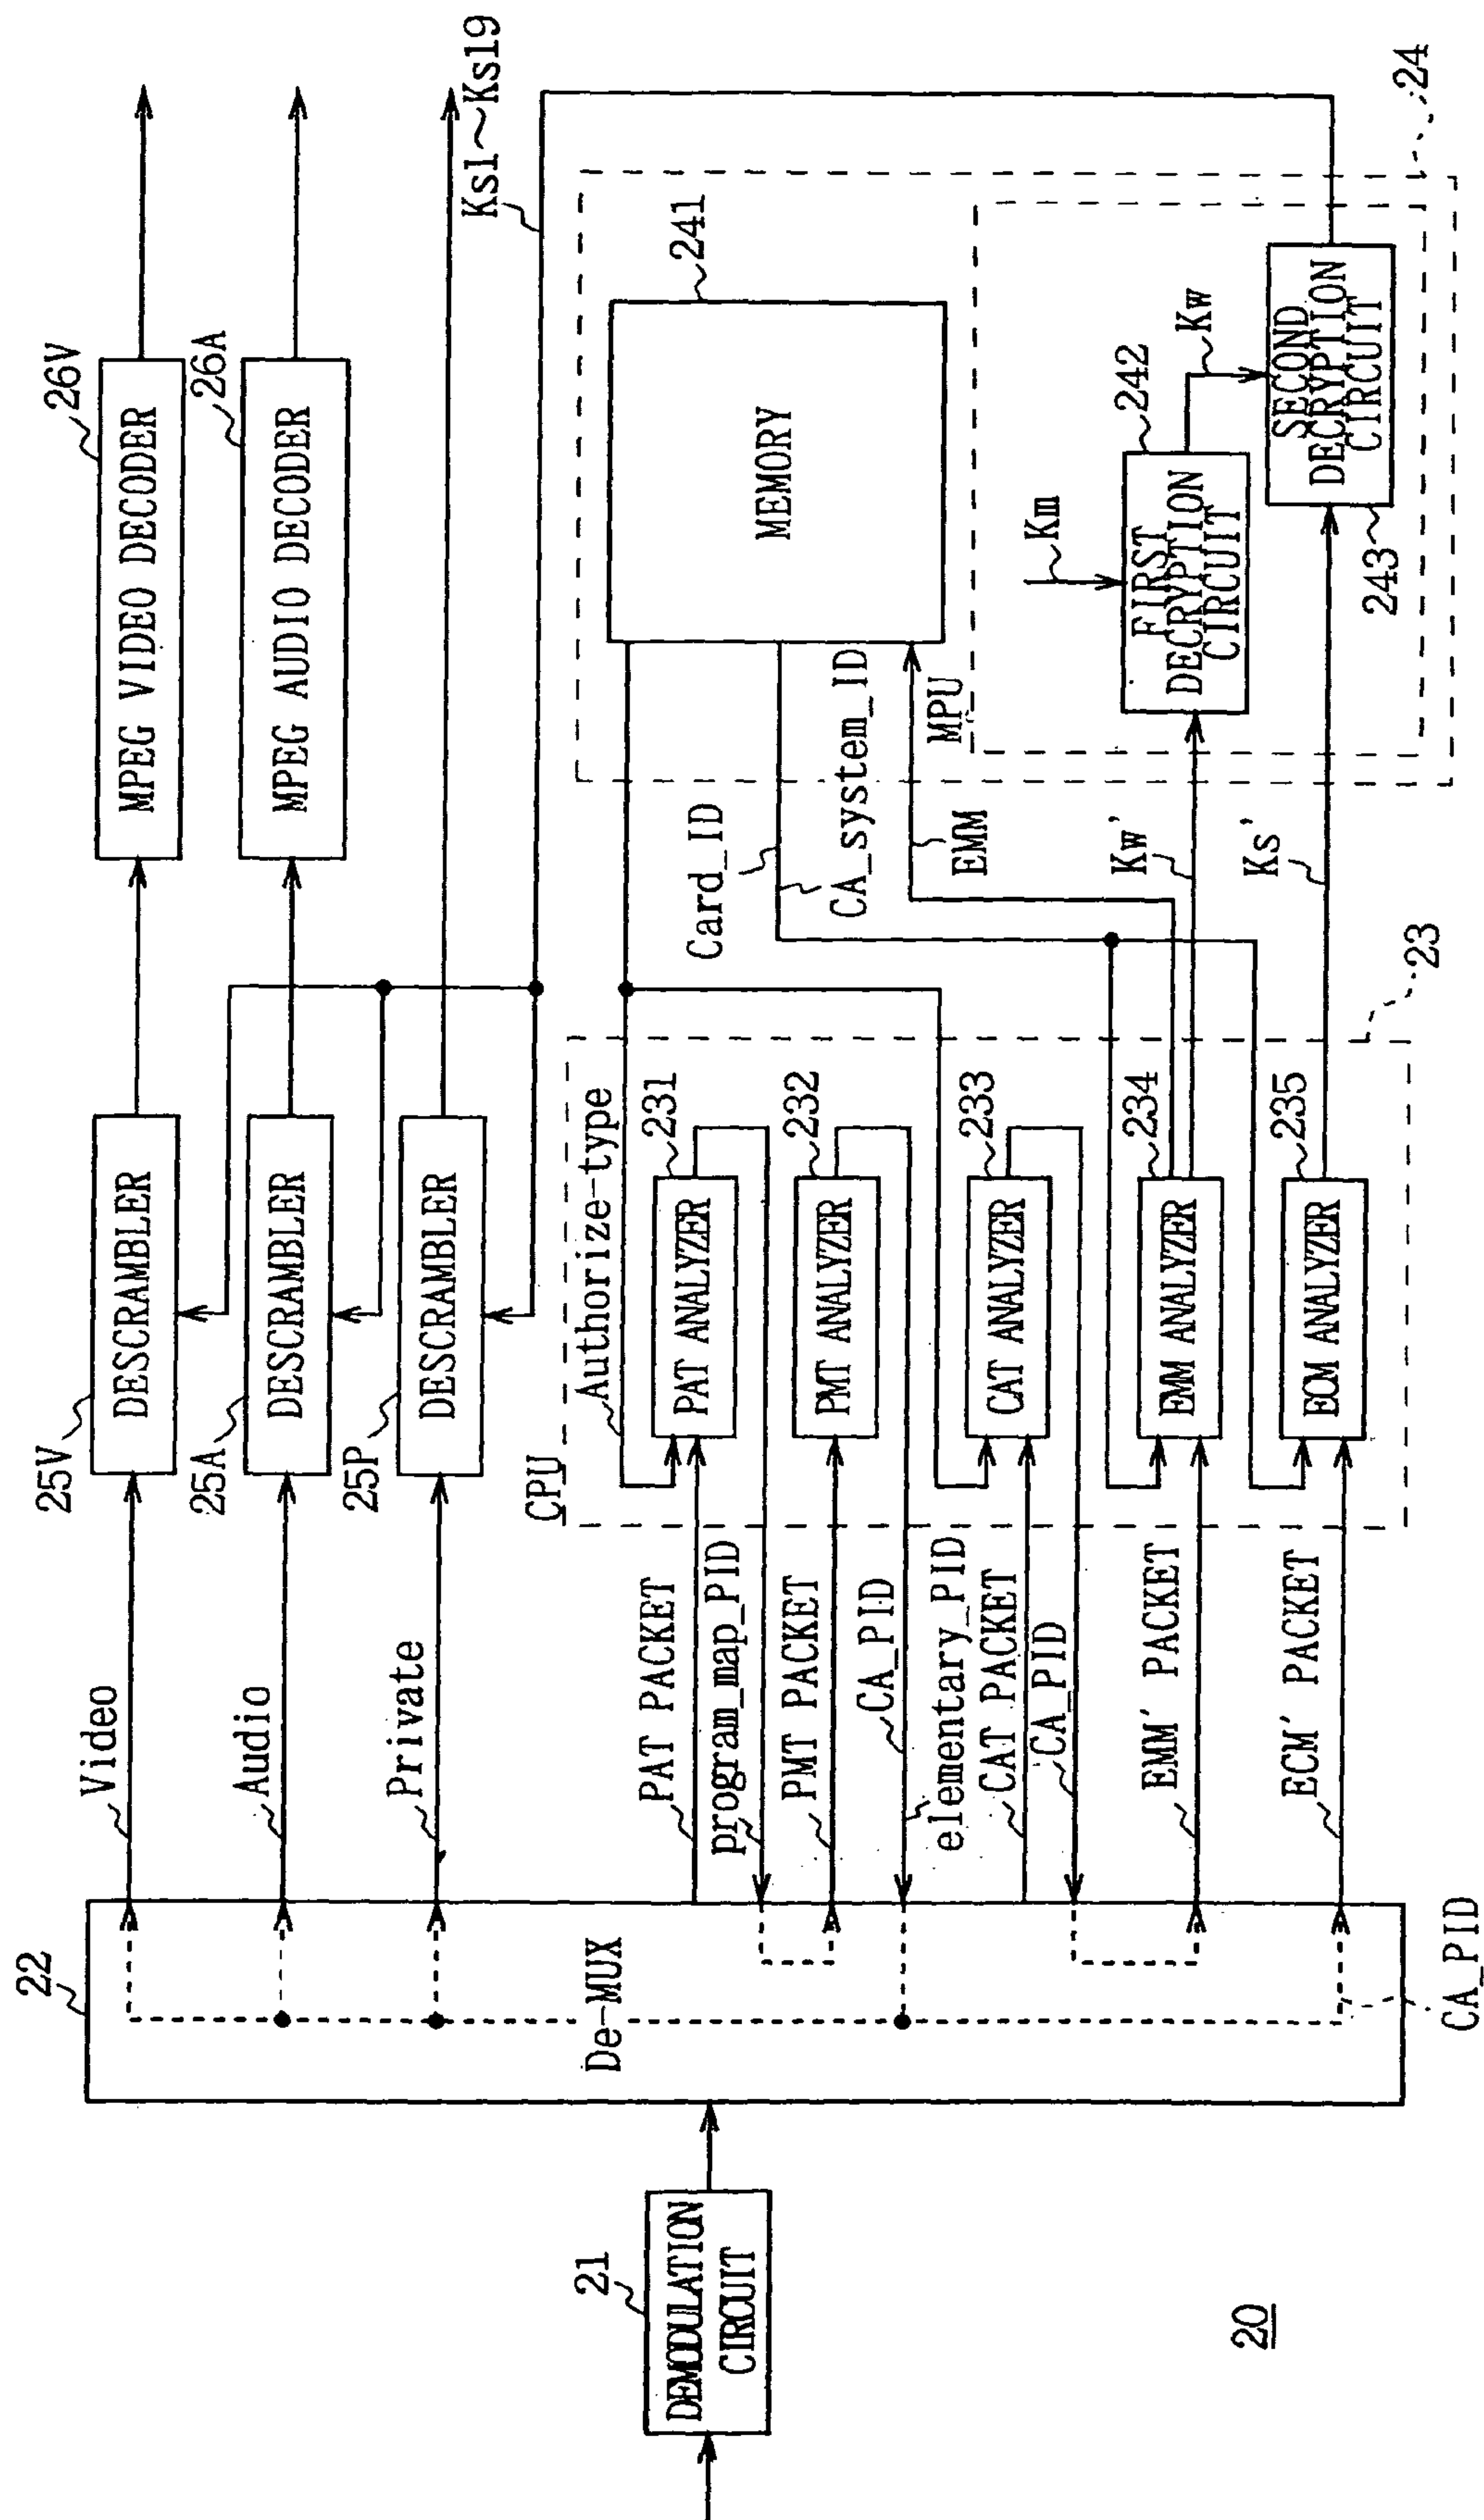 22
Video
25V
DESCRAMBLER
26V
MPEG VIDEO DECODER
Audio
25A
DESCRAMBLER
26A
MPEG AUDIO DECODER
Private
25P
DESCRAMBLER
Ks1~Ks19
CPU
Authorize-type
De-MUX
21
DEMODULATION
CIRCUIT
PAT PACKET
231
PAT ANALYZER
program_map_PID
PMT PACKET
232
PMT ANALYZER
CA_PID
elementary_PID
CAT PACKET
233
CAT ANALYZER
CA_PID
EMM' PACKET
234
EMM ANALYZER
ECM' PACKET
235
ECM ANALYZER
CA_PID
23
241
MEMORY
Card_ID
CA_system_ID
EMM
MPU
Km
Kw'
242
FIRST
DECRYPTION
CIRCUIT
Kw
Ks'
243
SECOND
DECRYPTION
CIRCUIT
24
20